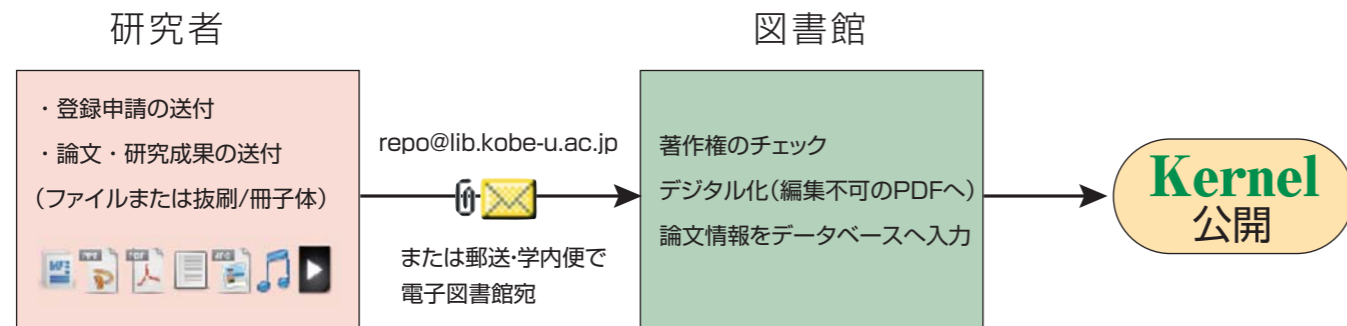 研究者
・登録申請の送付
・論文・研究成果の送付
（ファイルまたは抜刷/冊子体）
repo@lib.kobe-u.ac.jp
または郵送・学内便で
電子図書館宛
図書館
著作権のチェック
デジタル化（編集不可のPDFへ）
論文情報をデータベースへ入力
Kernel
公開